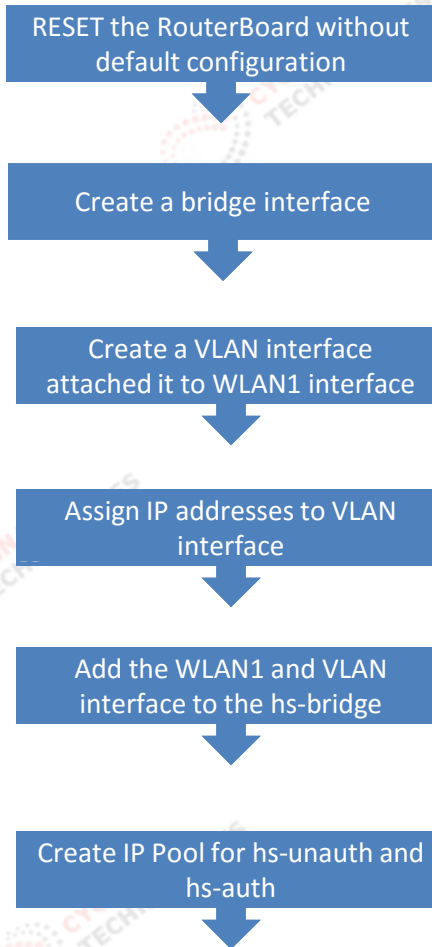 RESET the RouterBoard without
default configuration
Create a bridge interface
Create a VLAN interface
attached it to WLAN1 interface
Assign IP addresses to VLAN
interface
Add the WLAN1 and VLAN
interface to the hs-bridge
Create IP Pool for hs-unauth and
hs-auth